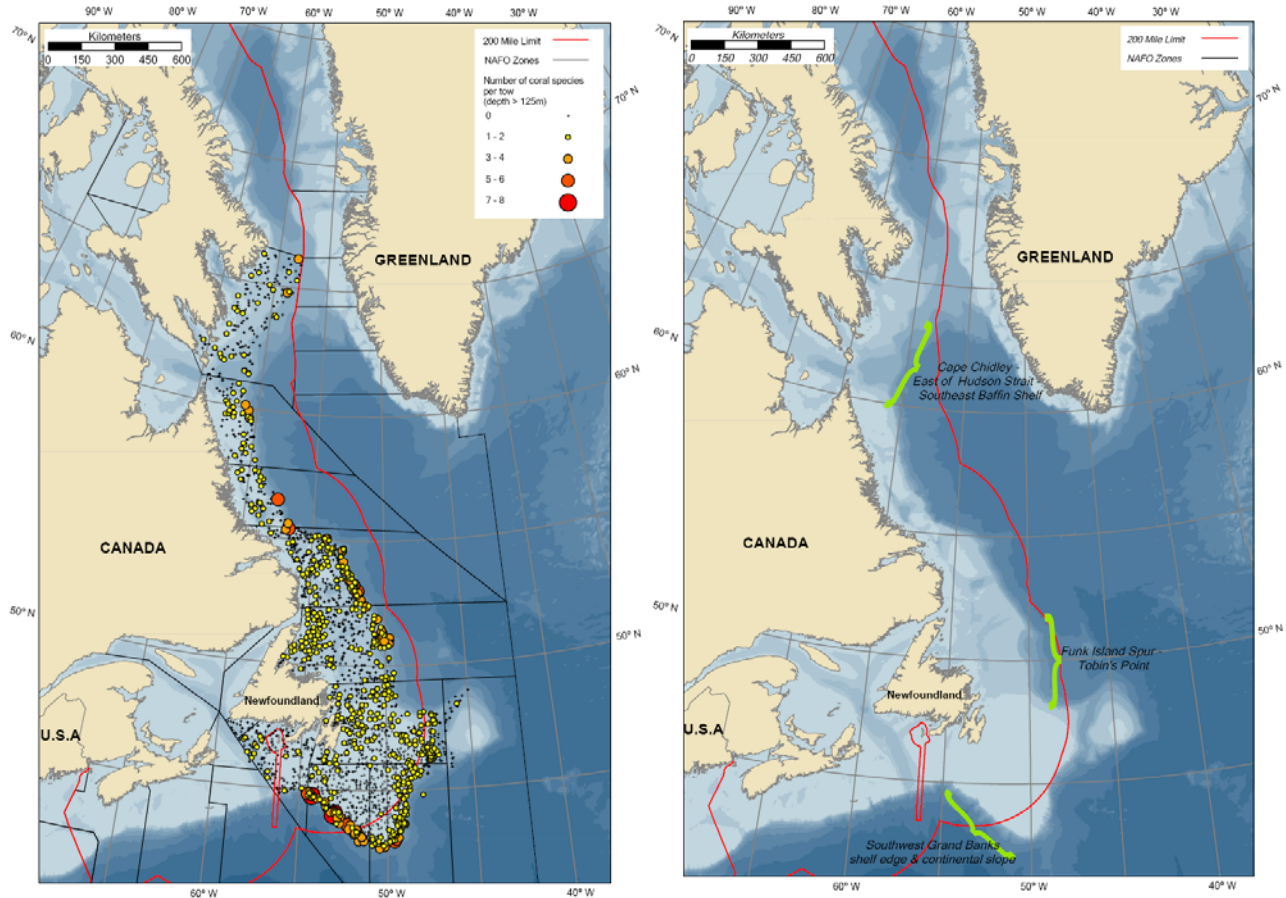 90° W
80° W
70° W
60° W
50° W
40° W
30° W
70° N
Kilometers
0 150 300 450 600
200 Mile Limit
NAFO Zones
Number of coral species
per tow
(depth > 125m)
0
1 - 2
3 - 4
5 - 6
7 - 8
70° N
GREENLAND
60° N
60° N
CANADA
50° N
50° N
Newfoundland
U.S.A
60° W
50° W
40° W
90° W
80° W
70° W
60° W
50° W
40° W
30° W
70° N
Kilometers
0 150 300 450 600
200 Mile Limit
NAFO Zones
70° N
GREENLAND
60° N
Cape Chidley -
East of Hudson Strait -
Southeast Baffin Shelf
60° N
CANADA
50° N
50° N
Funk Island Spur -
Tobin's Point
Newfoundland
U.S.A
Southwest Grand Banks
shelf edge & continental slope
60° W
50° W
40° W